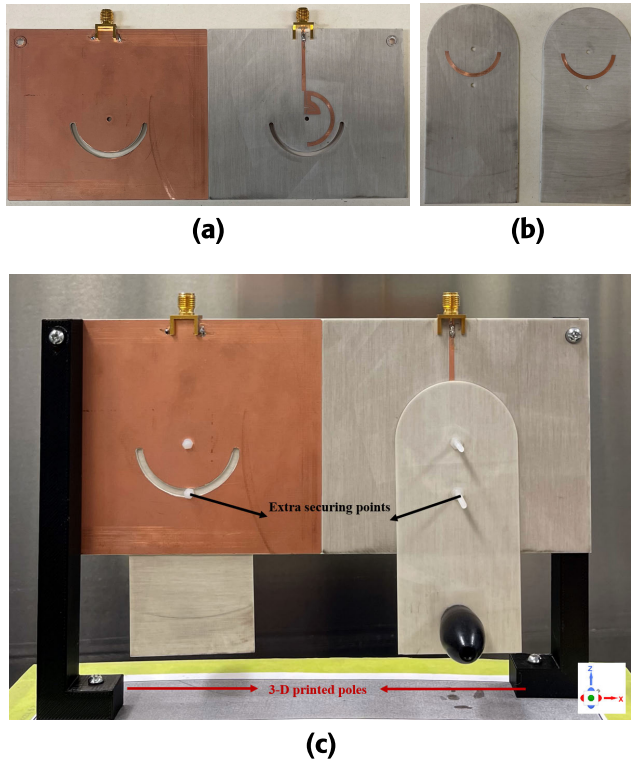 (a)
(b)
Extra securing points
3-D printed poles
Z
X
(c)